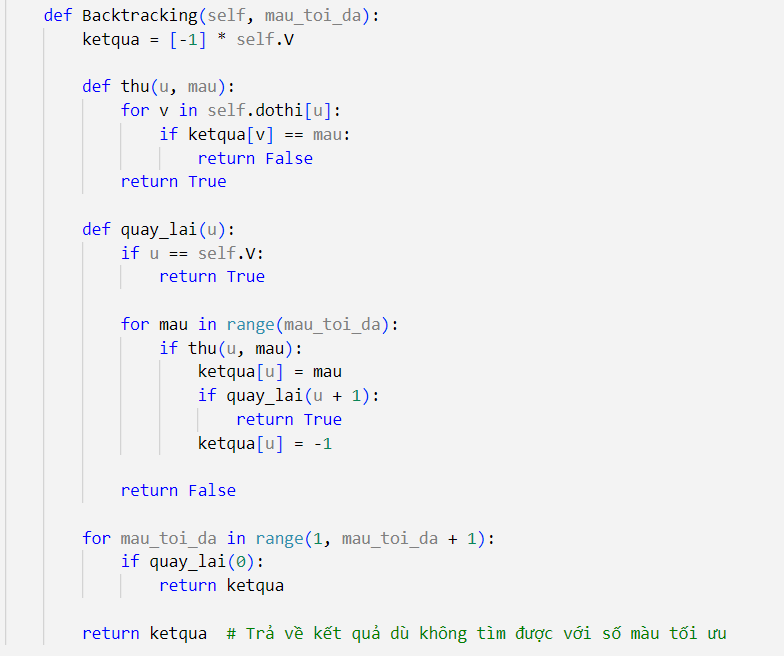 def Backtracking(self, mau_toi_da):
    ketqua = [-1] * self.V
    def thu(u, mau):
        for v in self.dothi[u]:
            if ketqua[v] == mau:
                return False
        return True
    def quay_lai(u):
        if u == self.V:
            return True
        for mau in range(mau_toi_da):
            if thu(u, mau):
                ketqua[u] = mau
                if quay_lai(u + 1):
                    return True
                ketqua[u] = -1
        return False
    for mau_toi_da in range(1, mau_toi_da + 1):
        if quay_lai(0):
            return ketqua
    return ketqua  # Trả về kết quả dù không tìm được với số màu tối ưu